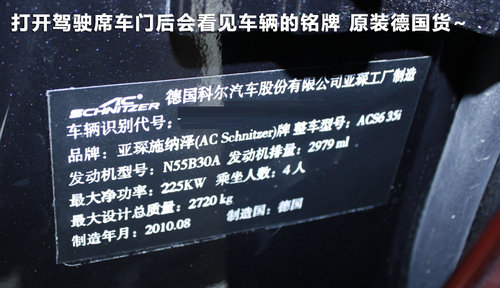 打开驾驶席车门后会看见车辆的铭牌 原装德国货~
AC SCHNITZER 德国科尔汽车股份有限公司亚琛工厂制造
车辆识别代号：
品牌：亚琛施纳泽(AC Schnitzer)牌 整车型号：ACS6 35i
发动机型号：N55B30A 发动机排量：2979 ml
最大净功率：225KW 乘坐人数：4人
最大设计总质量：2720 kg
制造年月：2010.08 制造国：德国